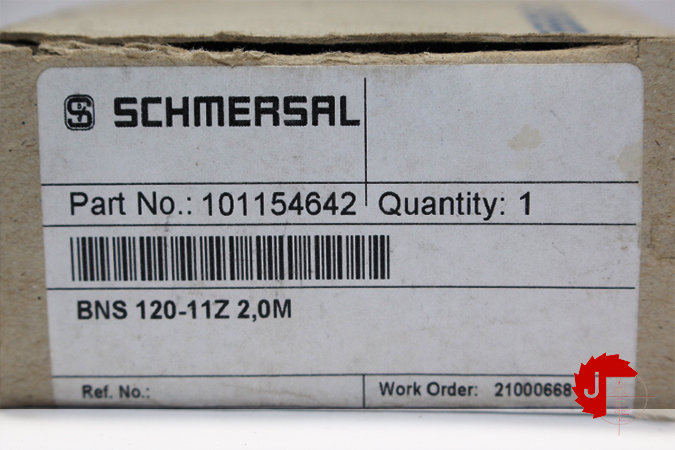 SCHMERSAL
Part No.: 101154642 Quantity: 1
BNS 120-11Z 2,0M
Ref. No.:
Work Order: 21000668
J